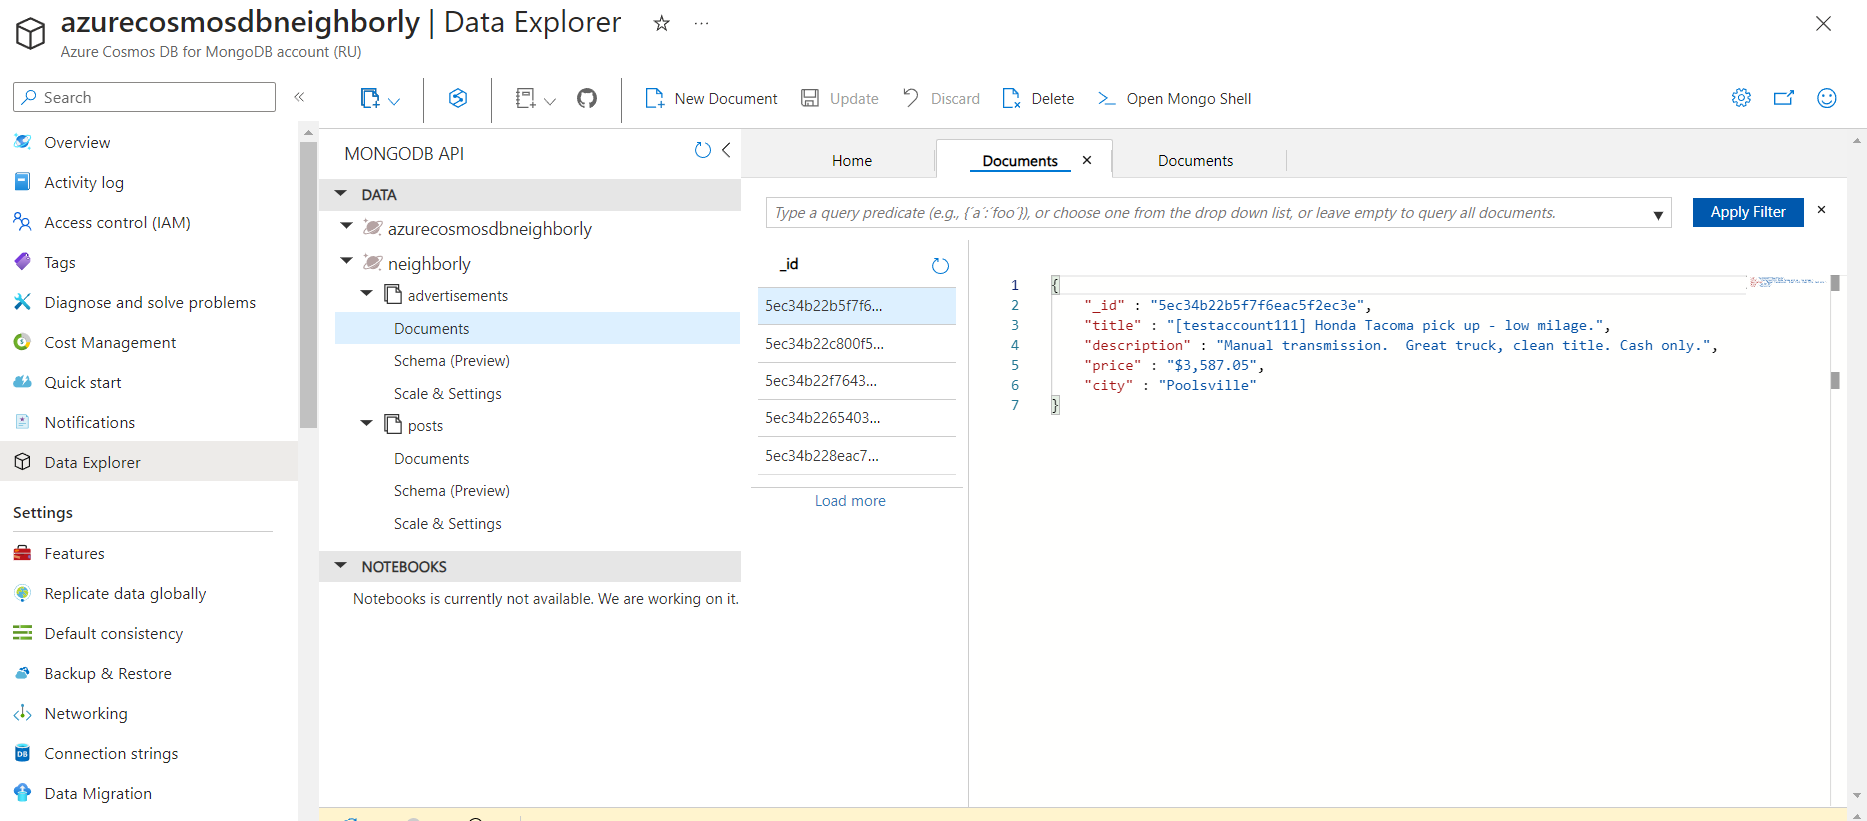 azurecosmosdbneighborly | Data Explorer
Azure Cosmos DB for MongoDB account (RU)
Search
Overview
Activity log
Access control (IAM)
Tags
Diagnose and solve problems
Cost Management
Quick start
Notifications
Data Explorer
Settings
Features
Replicate data globally
Default consistency
Backup & Restore
Networking
Connection strings
Data Migration
New Document
Update
Discard
Delete
Open Mongo Shell
MONGODB API
DATA
azurecosmosdbneighborly
neighborly
advertisements
Documents
Schema (Preview)
Scale & Settings
posts
Documents
Schema (Preview)
Scale & Settings
NOTEBOOKS
Notebooks is currently not available. We are working on it.
Home
Documents
Documents
Type a query predicate (e.g., {´a´:´foo´}), or choose one from the drop down list, or leave empty to query all documents.
Apply Filter
_id
5ec34b22b5f7f6...
5ec34b22c800f5...
5ec34b22f7643...
5ec34b2265403...
5ec34b228eac7...
Load more
1 {
2 "_id" : "5ec34b22b5f7f6eac5f2ec3e",
3 "title" : "[testaccount111] Honda Tacoma pick up - low milage.",
4 "description" : "Manual transmission.  Great truck, clean title. Cash only.",
5 "price" : "$3,587.05",
6 "city" : "Poolsville"
7 }